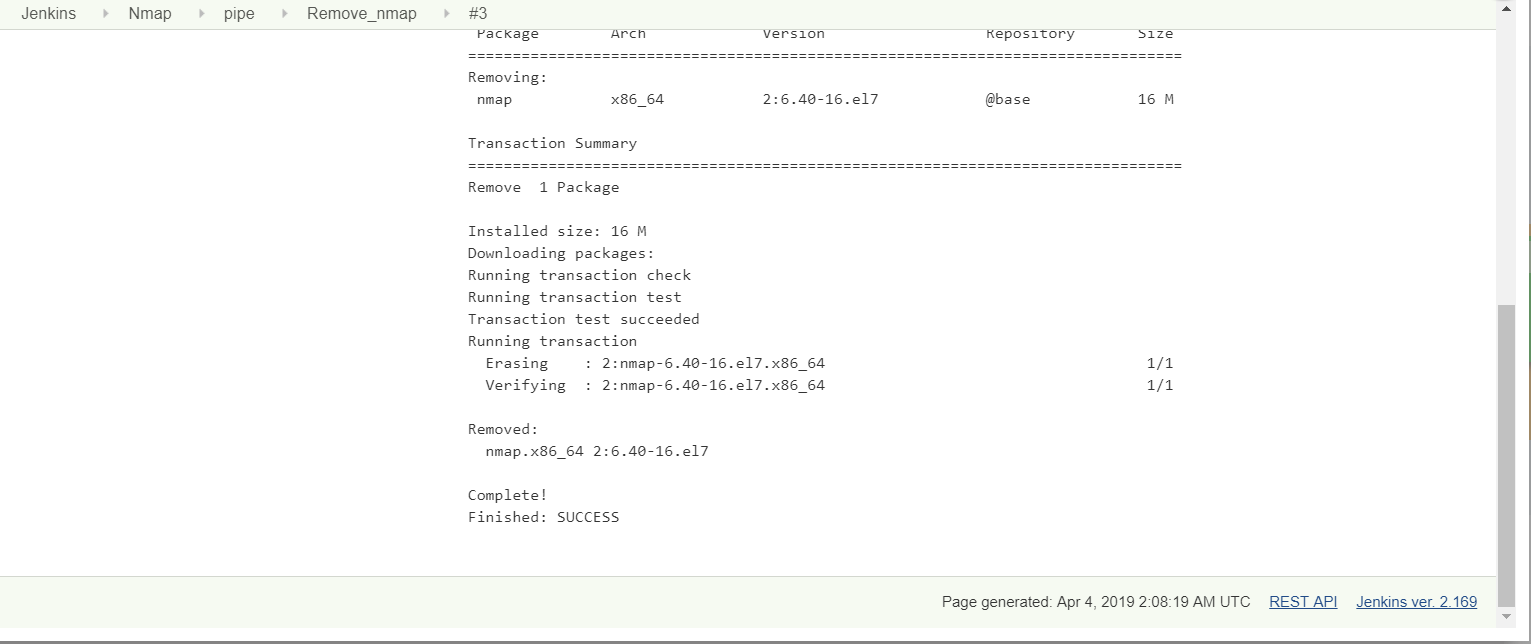 Jenkins Nmap pipe Remove_nmap #3
Package Arch Version Repository Size
================================================================================
Removing:
nmap x86_64 2:6.40-16.el7 @base 16 M
Transaction Summary
================================================================================
Remove 1 Package
Installed size: 16 M
Downloading packages:
Running transaction check
Running transaction test
Transaction test succeeded
Running transaction
Erasing : 2:nmap-6.40-16.el7.x86_64 1/1
Verifying : 2:nmap-6.40-16.el7.x86_64 1/1
Removed:
nmap.x86_64 2:6.40-16.el7
Complete!
Finished: SUCCESS
Page generated: Apr 4, 2019 2:08:19 AM UTC REST API Jenkins ver. 2.169